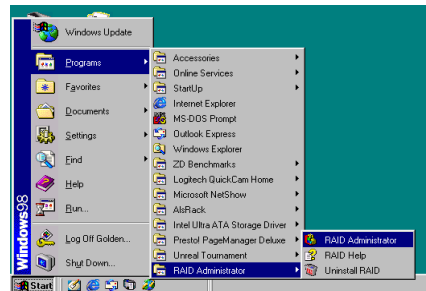 Windows Update
Programs
Favorites
Documents
Settings
Find
Help
Run...
Log Off Golden...
Shut Down...
Windows98
Start
Accessories
Online Services
StartUp
Internet Explorer
MS-DOS Prompt
Outlook Express
Windows Explorer
ZD Benchmarks
Logitech QuickCam Home
Microsoft NetShow
AlsRack
Intel Ultra ATA Storage Driver
Presto! PageManager Deluxe
Unreal Tournament
RAID Administrator
RAID Administrator
RAID Help
Uninstall RAID